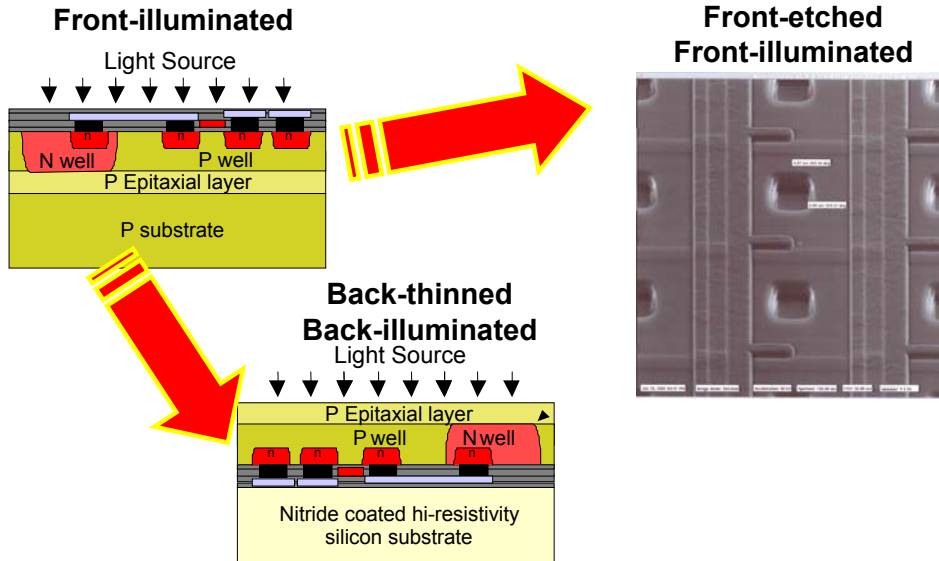 Front-illuminated
Light Source
n
n
n
n
N well
P well
P Epitaxial layer
P substrate
Front-etched
Front-illuminated
Back-thinned
Back-illuminated
Light Source
P Epitaxial layer
P well
N well
n
n
n
n
Nitride coated hi-resistivity
silicon substrate